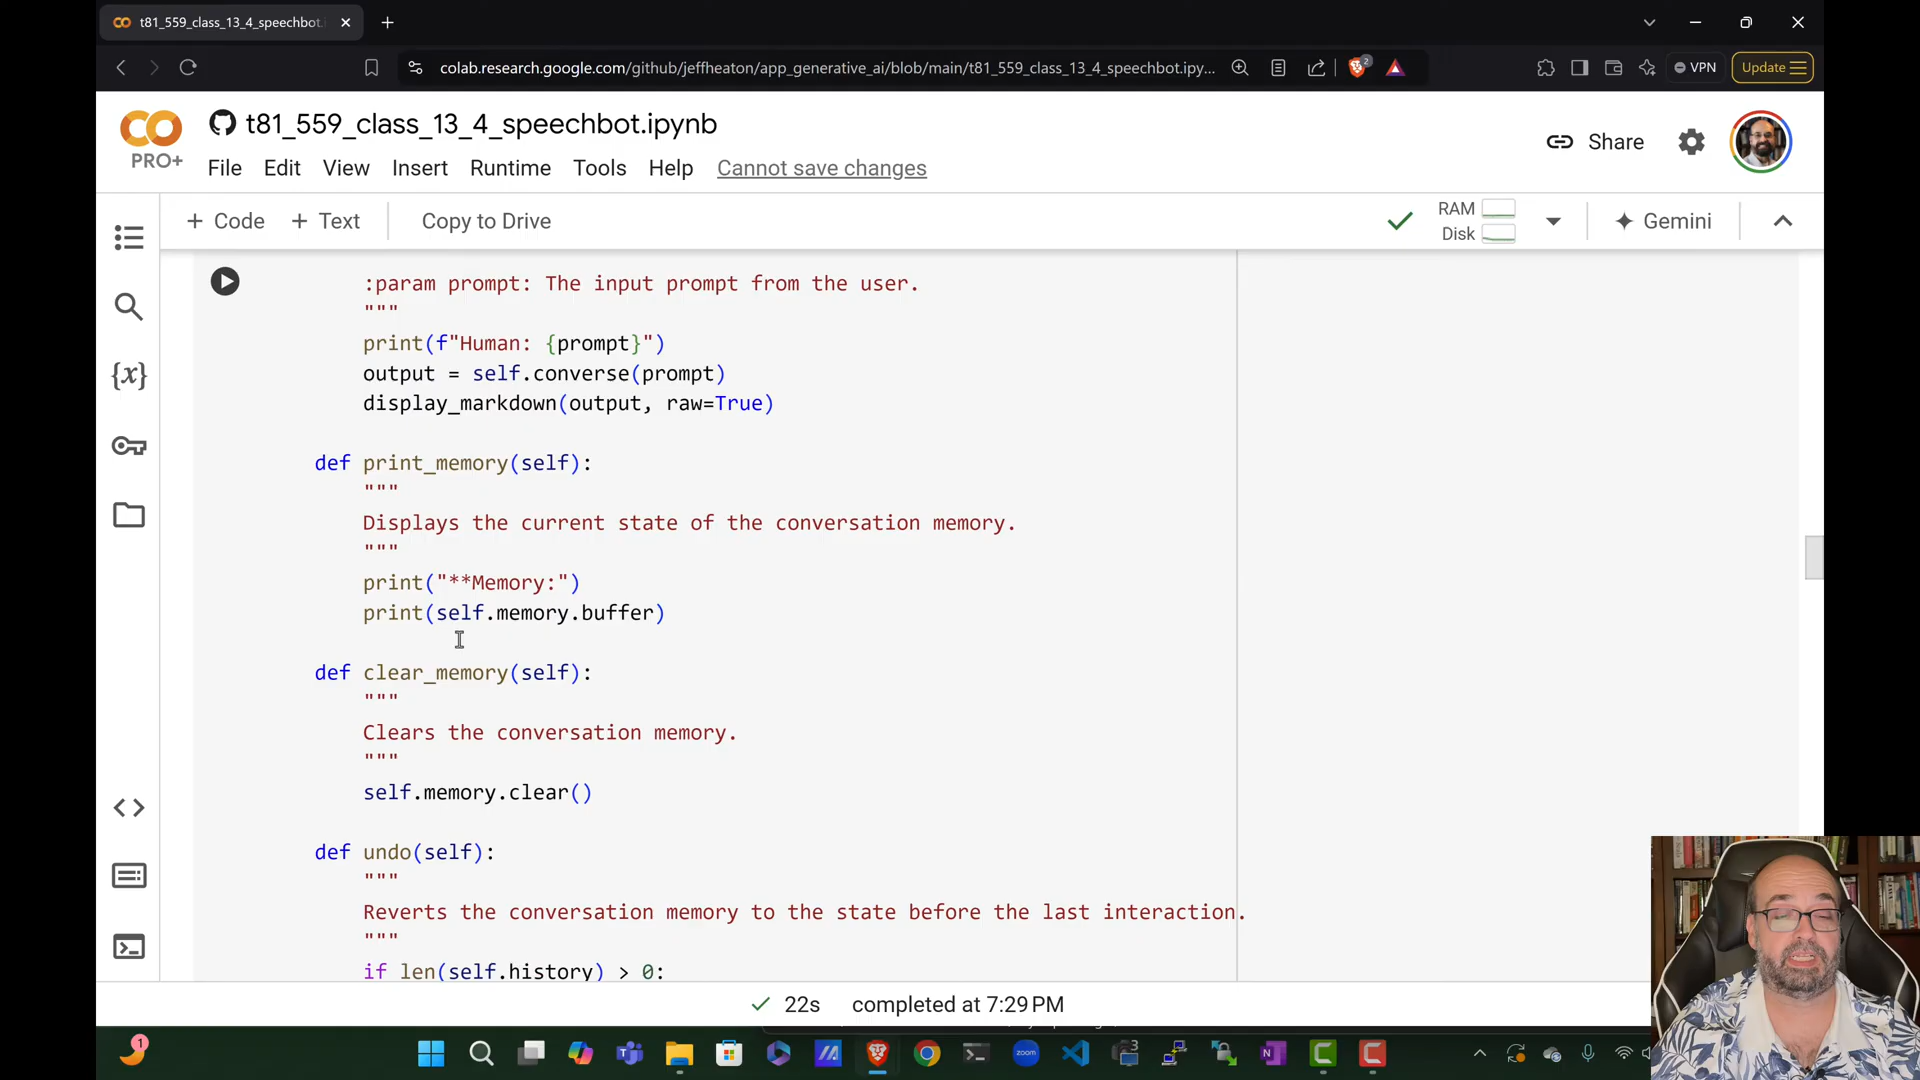 t81_559_class_13_4_speechbot.i
colab.research.google.com/github/jeffheaton/app_generative_ai/blob/main/t81_559_class_13_4_speechbot.ipy...
2
VPN
Update
PRO+
t81_559_class_13_4_speechbot.ipynb
File Edit View Insert Runtime Tools Help Cannot save changes
Share
+ Code + Text Copy to Drive
RAM
Disk
Gemini
:param prompt: The input prompt from the user.
"""
print(f"Human: {prompt}")
output = self.converse(prompt)
display_markdown(output, raw=True)
def print_memory(self):
"""
Displays the current state of the conversation memory.
"""
print("**Memory:")
print(self.memory.buffer)
def clear_memory(self):
"""
Clears the conversation memory.
"""
self.memory.clear()
def undo(self):
"""
Reverts the conversation memory to the state before the last interaction.
"""
if len(self.history) > 0:
22s completed at 7:29 PM
1
zoom